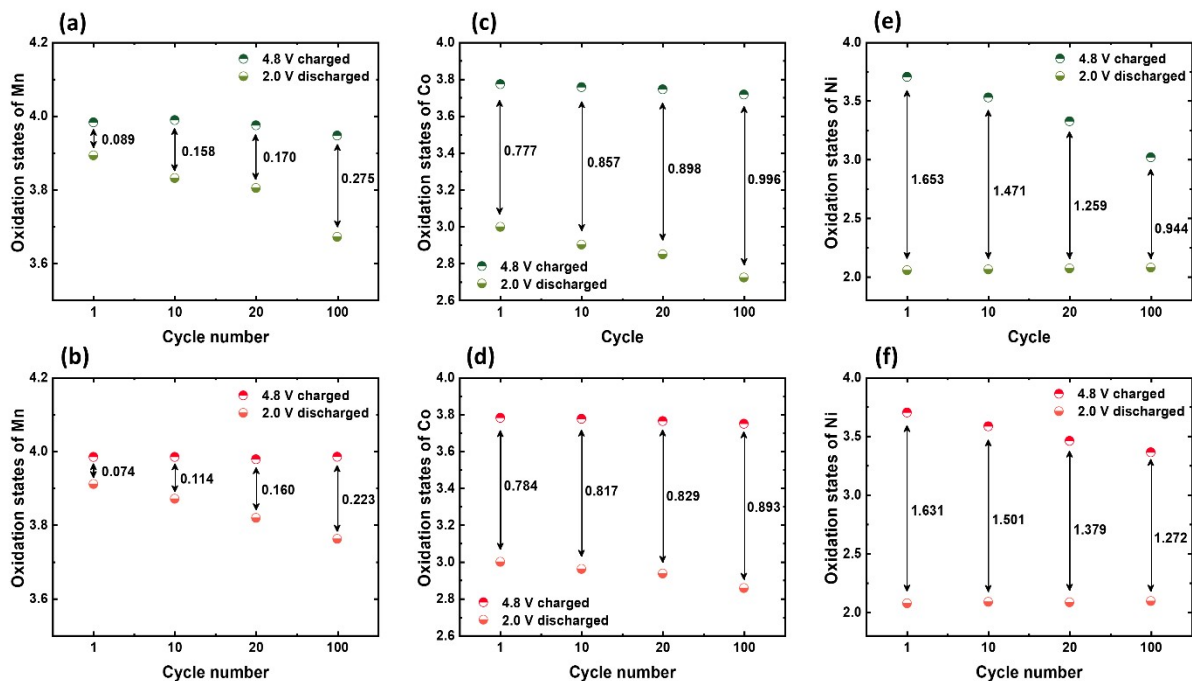 (a)
Oxidation states of Mn
4.2
4.0
3.8
3.6
4.8 V charged
2.0 V discharged
0.089
0.158
0.170
0.275
1
10
20
100
Cycle number
(c)
Oxidation states of Co
4.0
3.8
3.6
3.4
3.2
3.0
2.8
2.6
0.777
0.857
0.898
0.996
4.8 V charged
2.0 V discharged
1
10
20
100
Cycle
(e)
Oxidation states of Ni
4.0
3.5
3.0
2.5
2.0
4.8 V charged
2.0 V discharged
1.653
1.471
1.259
0.944
1
10
20
100
Cycle
(b)
Oxidation states of Mn
4.2
4.0
3.8
3.6
4.8 V charged
2.0 V discharged
0.074
0.114
0.160
0.223
1
10
20
100
Cycle number
(d)
Oxidation states of Co
4.0
3.8
3.6
3.4
3.2
3.0
2.8
2.6
0.784
0.817
0.829
0.893
4.8 V charged
2.0 V discharged
1
10
20
100
Cycle number
(f)
Oxidation states of Ni
4.0
3.5
3.0
2.5
2.0
4.8 V charged
2.0 V discharged
1.631
1.501
1.379
1.272
1
10
20
100
Cycle number